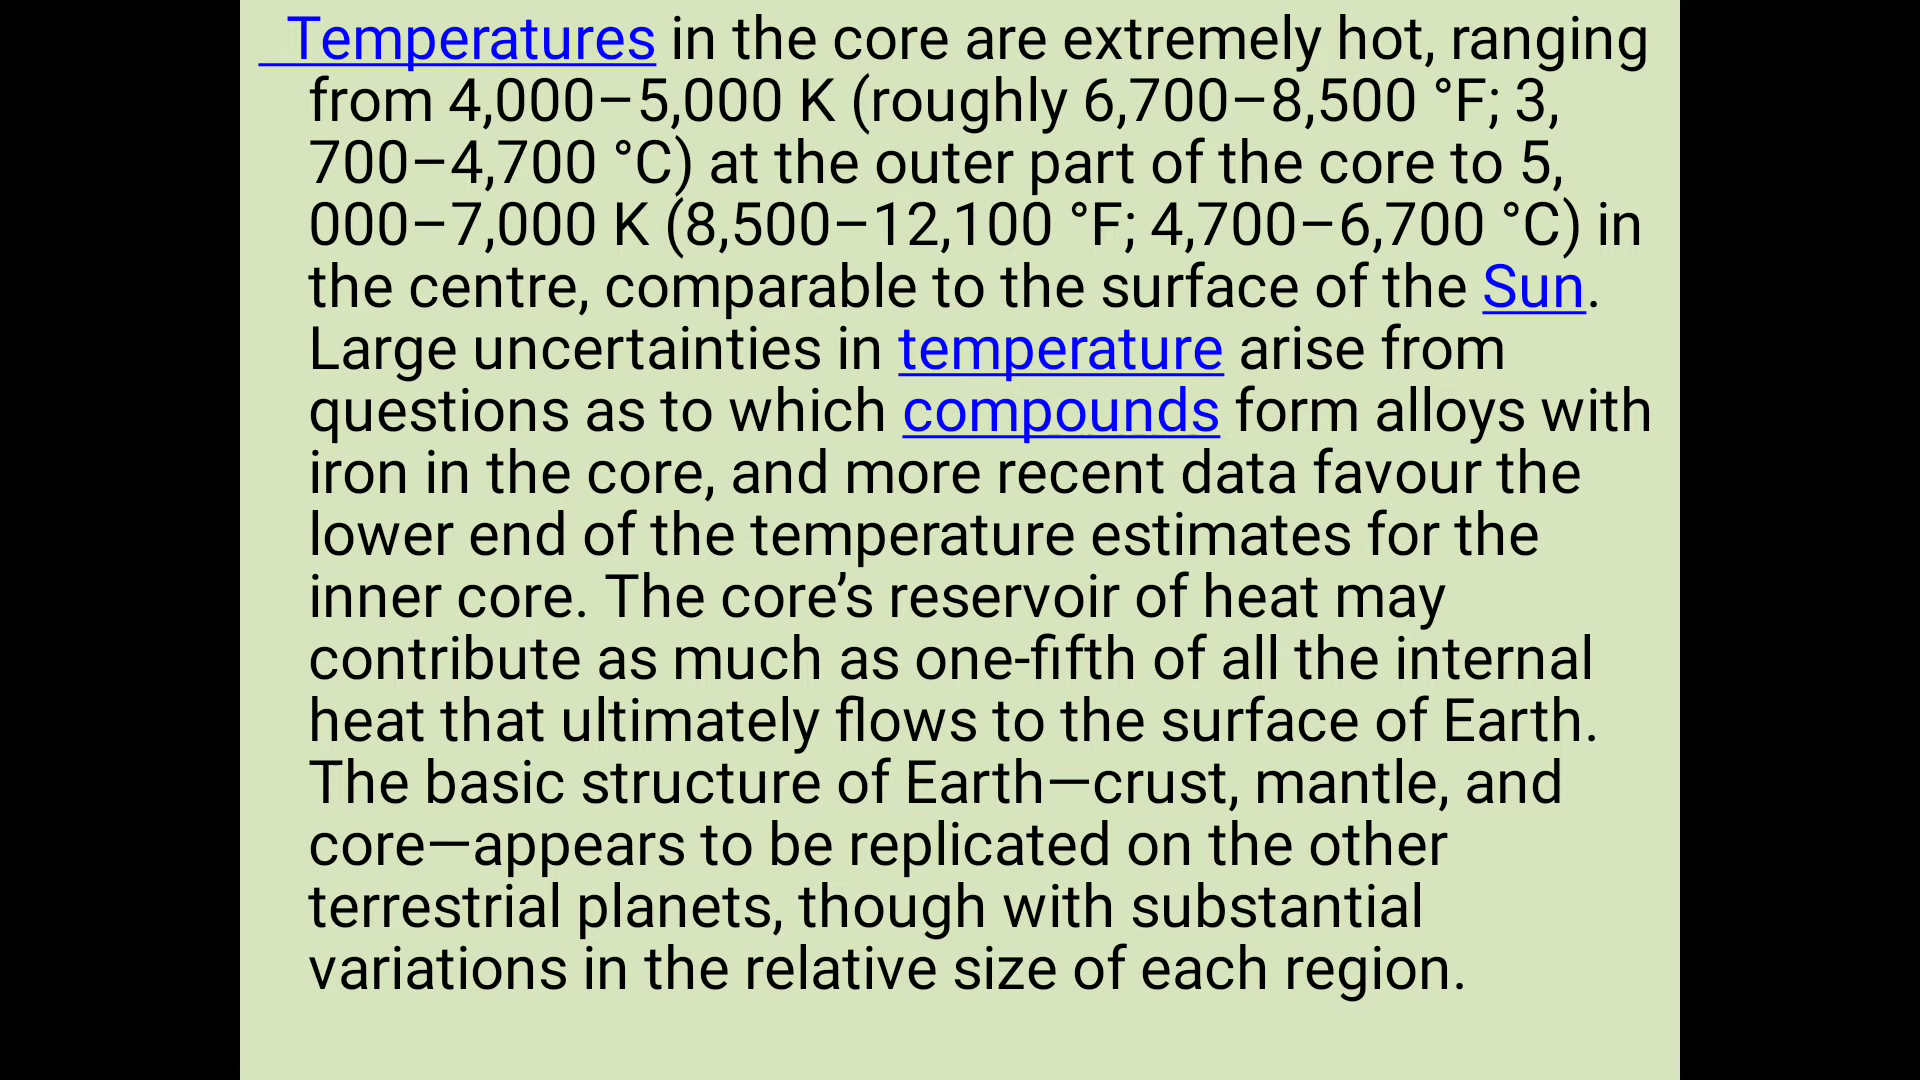 Temperatures in the core are extremely hot, ranging
from 4,000–5,000 K (roughly 6,700–8,500 °F; 3,
700–4,700 °C) at the outer part of the core to 5,
000–7,000 K (8,500–12,100 °F; 4,700–6,700 °C) in
the centre, comparable to the surface of the Sun.
Large uncertainties in temperature arise from
questions as to which compounds form alloys with
iron in the core, and more recent data favour the
lower end of the temperature estimates for the
inner core. The core’s reservoir of heat may
contribute as much as one-fifth of all the internal
heat that ultimately flows to the surface of Earth.
The basic structure of Earth—crust, mantle, and
core—appears to be replicated on the other
terrestrial planets, though with substantial
variations in the relative size of each region.